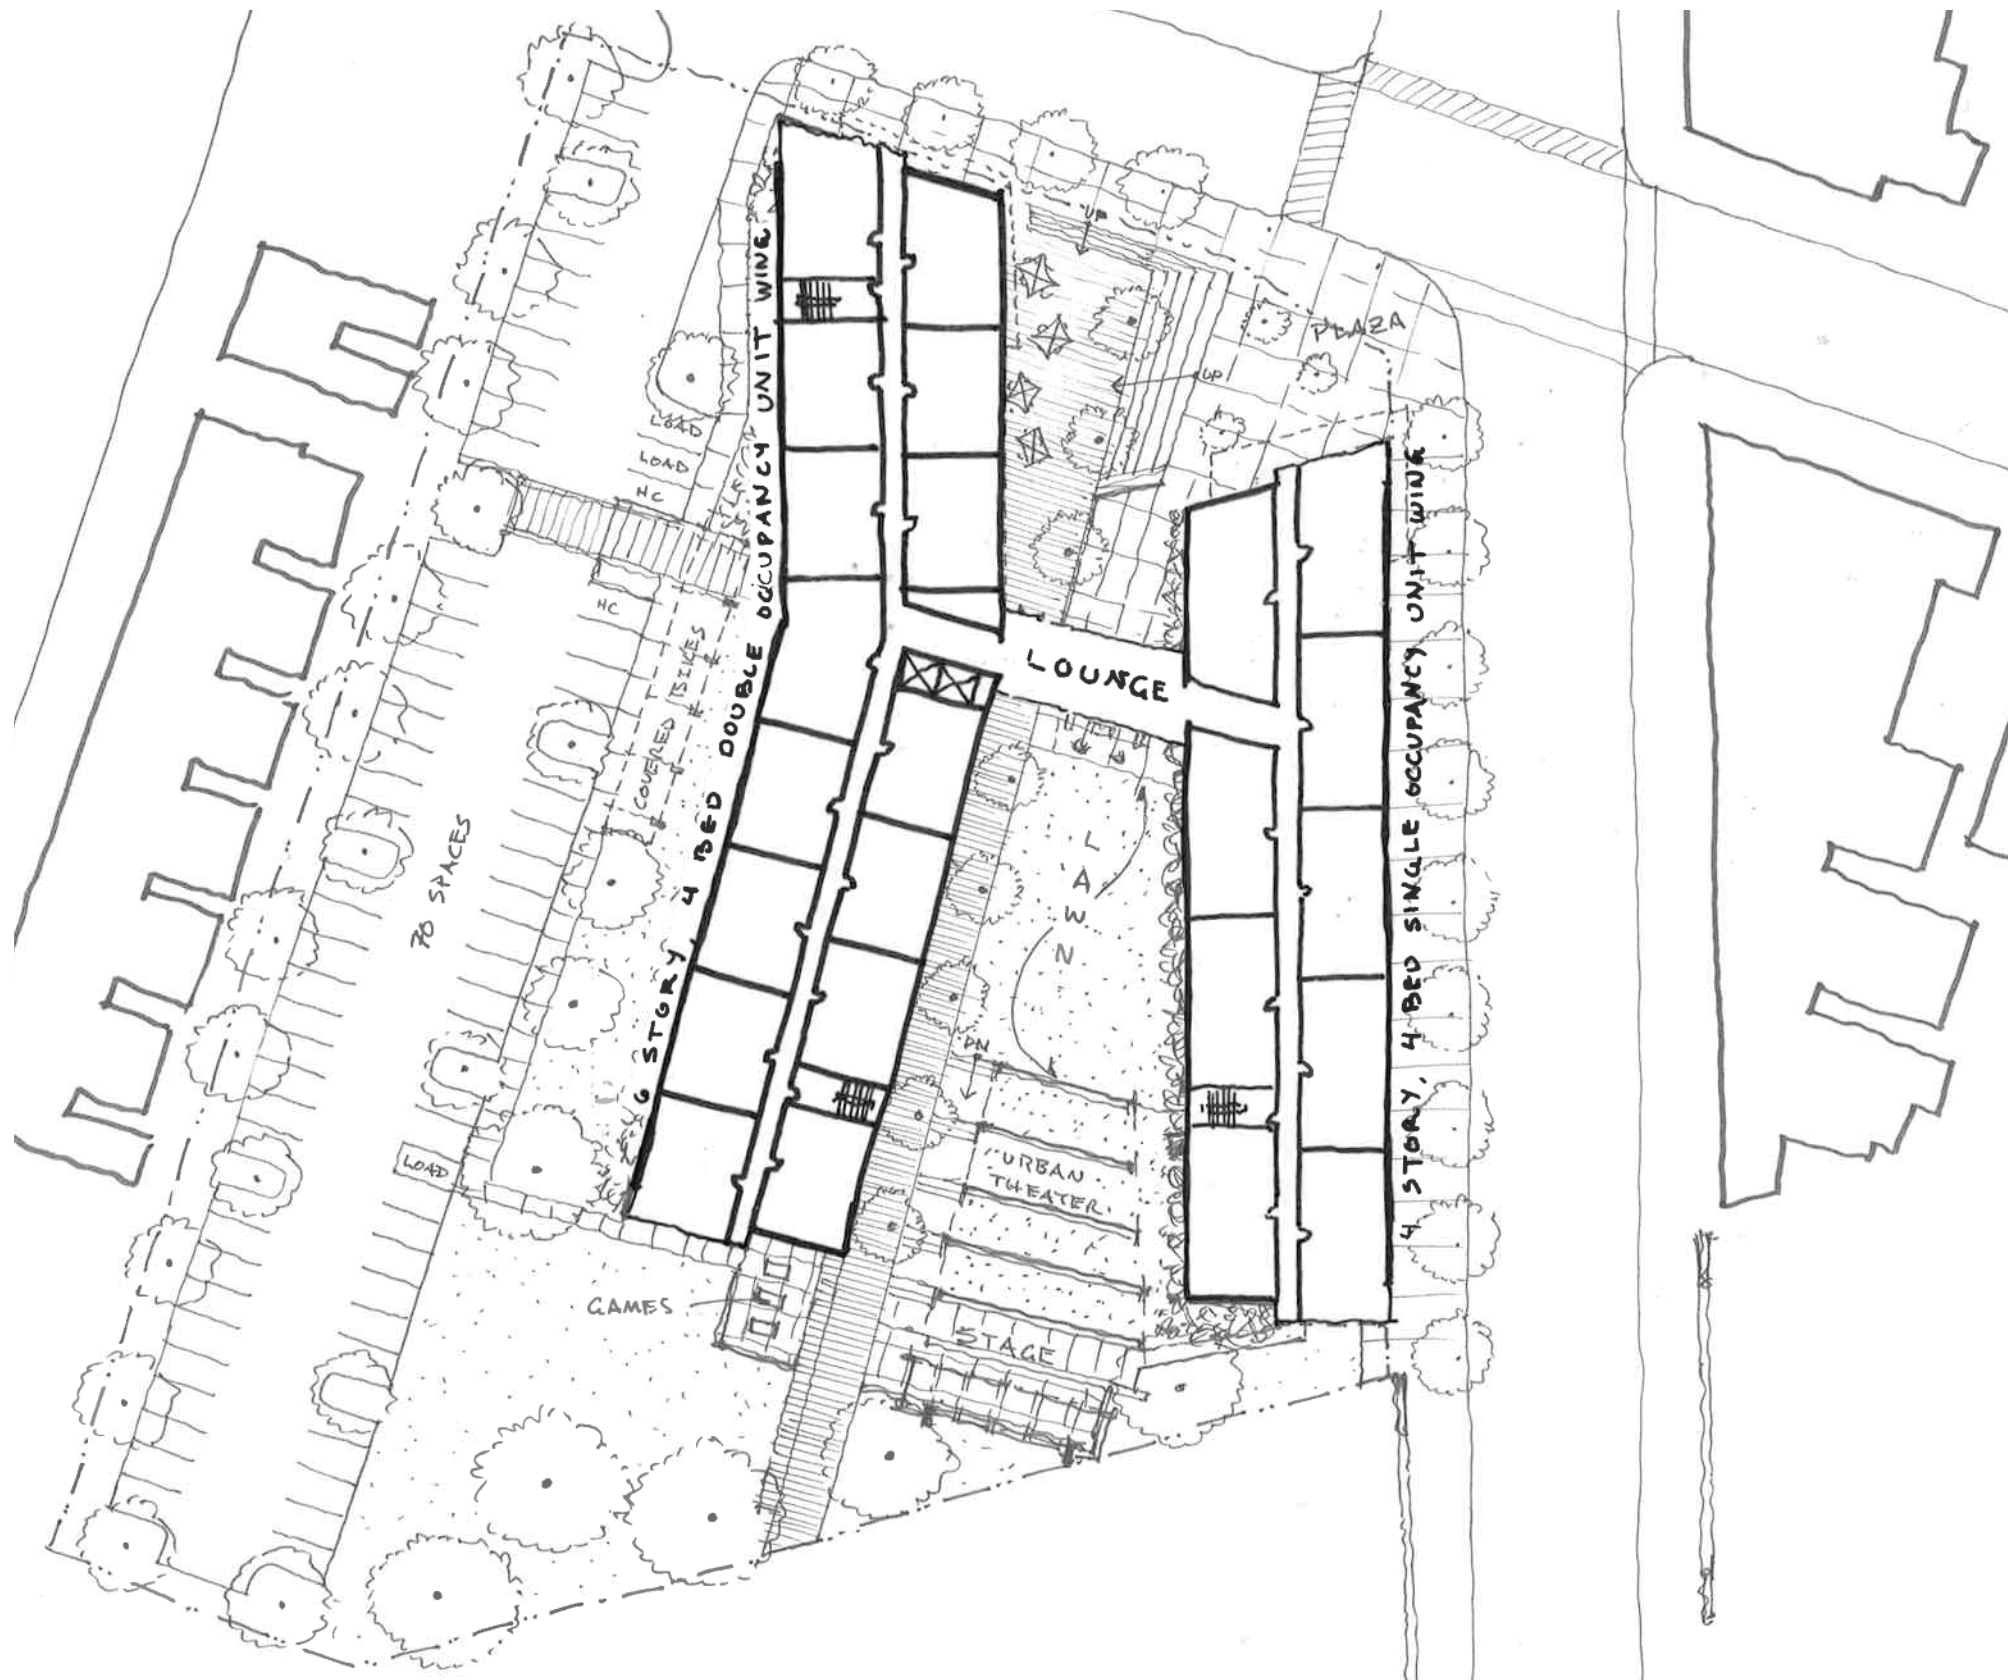 UP
PLAZA
UP
LOAD
LOAD
HC
HC
COVERED BIKES
6 STORY, 4 BED DOUBLE OCCUPANCY UNIT WING
LOUNGE
4 STORY, 4 BED SINGLE OCCUPANCY UNIT WING
LAWN
70 SPACES
DN
LOAD
URBAN
THEATER
GAMES
STAGE